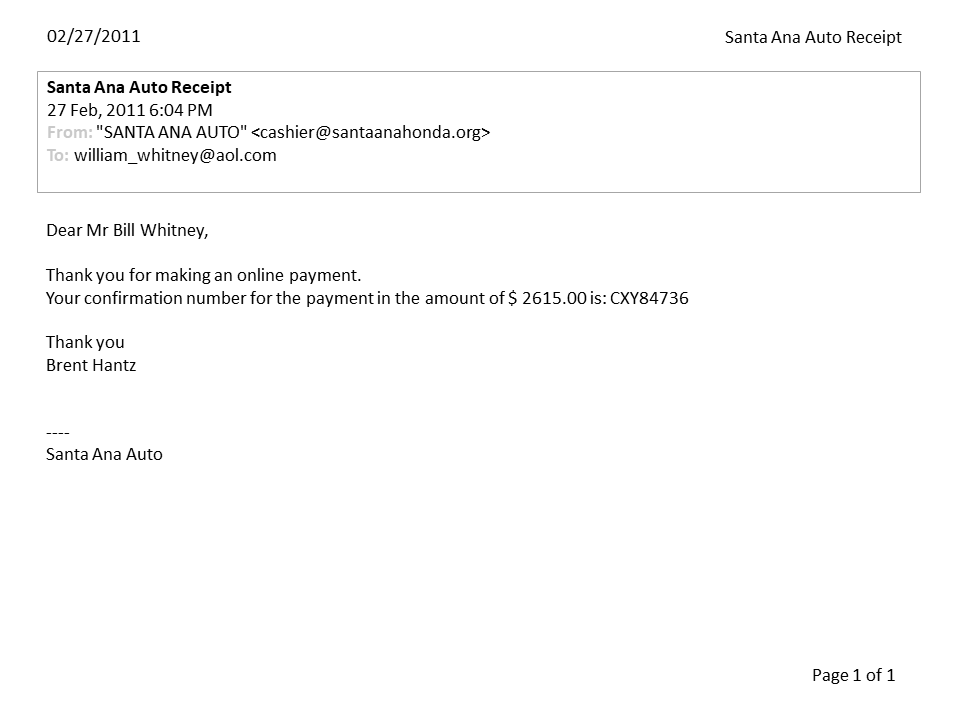 02/27/2011
Santa Ana Auto Receipt
Santa Ana Auto Receipt
27 Feb, 2011 6:04 PM
From: "SANTA ANA AUTO" <cashier@santaanahonda.org>
To: william_whitney@aol.com
Dear Mr Bill Whitney,
Thank you for making an online payment.
Your confirmation number for the payment in the amount of $ 2615.00 is: CXY84736
Thank you
Brent Hantz
----
Santa Ana Auto
Page 1 of 1